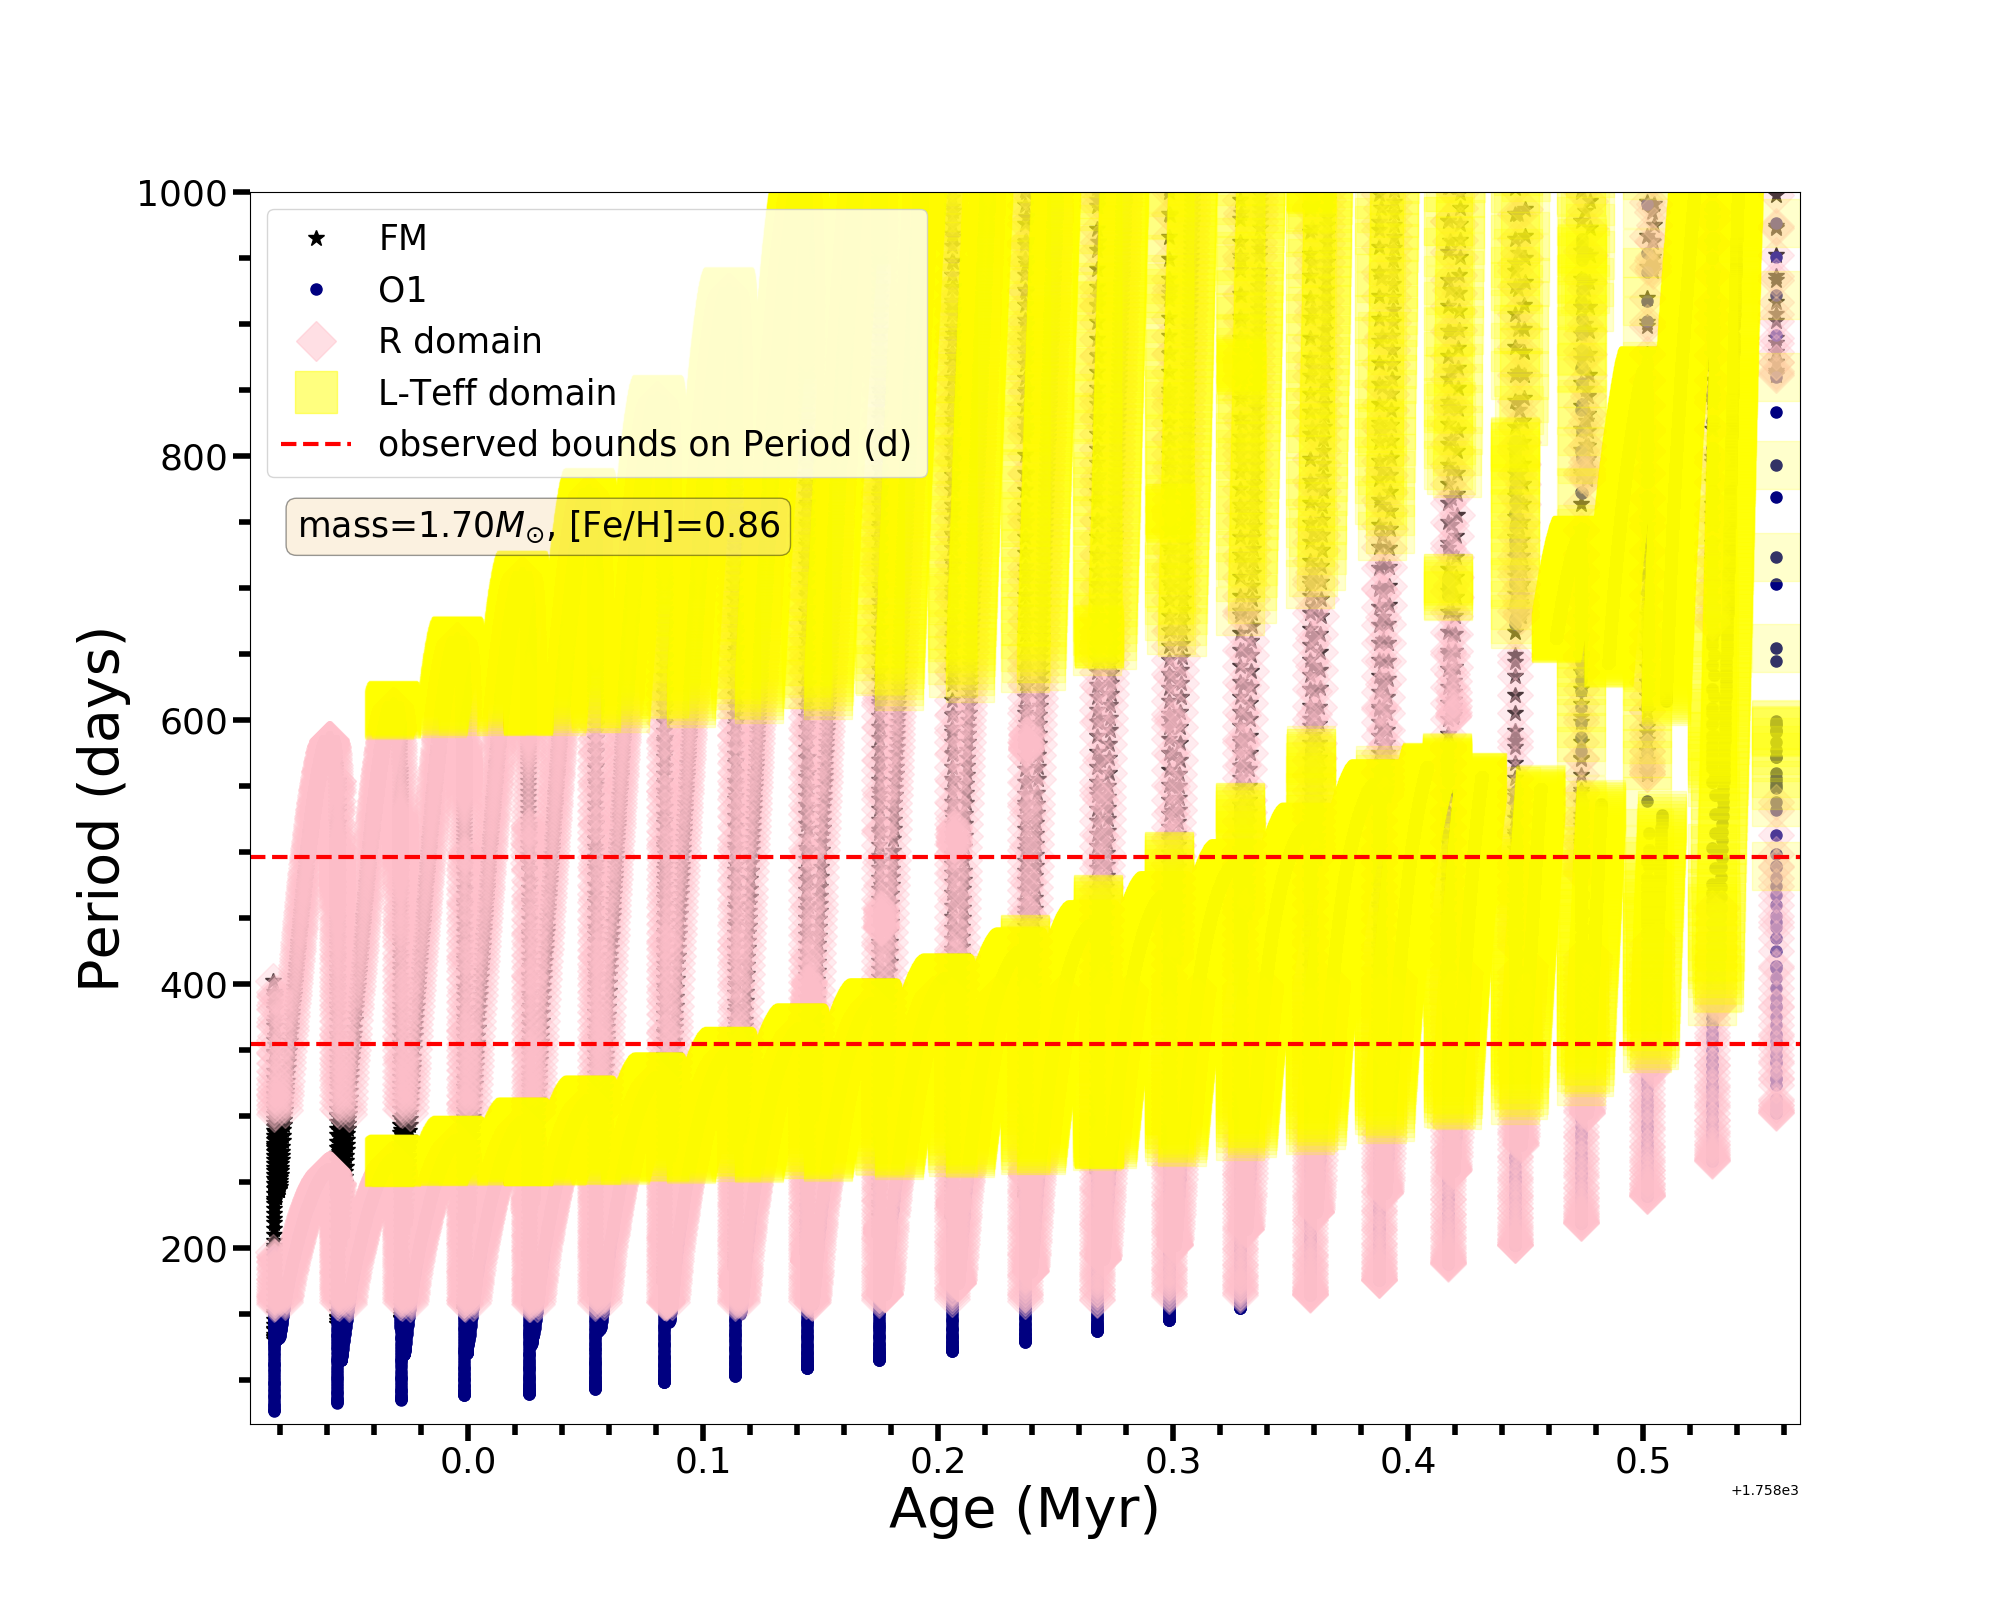 1000
800
600
400
200
Period (days)
FM
O1
R domain
L-Teff domain
observed bounds on Period (d)
mass=1.70M⊙, [Fe/H]=0.86
0.0 0.1 0.2 0.3 0.4 0.5
+1.758e3
Age (Myr)